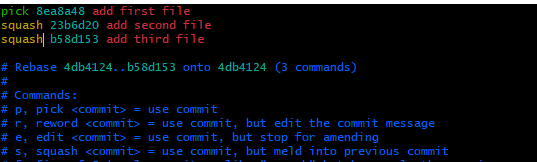 pick 8ea8a48 add first file
squash 23b6d20 add second file
squash b58d153 add third file
# Rebase 4db4124..b58d153 onto 4db4124 (3 commands)
#
# Commands:
# p, pick <commit> = use commit
# r, reword <commit> = use commit, but edit the commit message
# e, edit <commit> = use commit, but stop for amending
# s, squash <commit> = use commit, but meld into previous commit